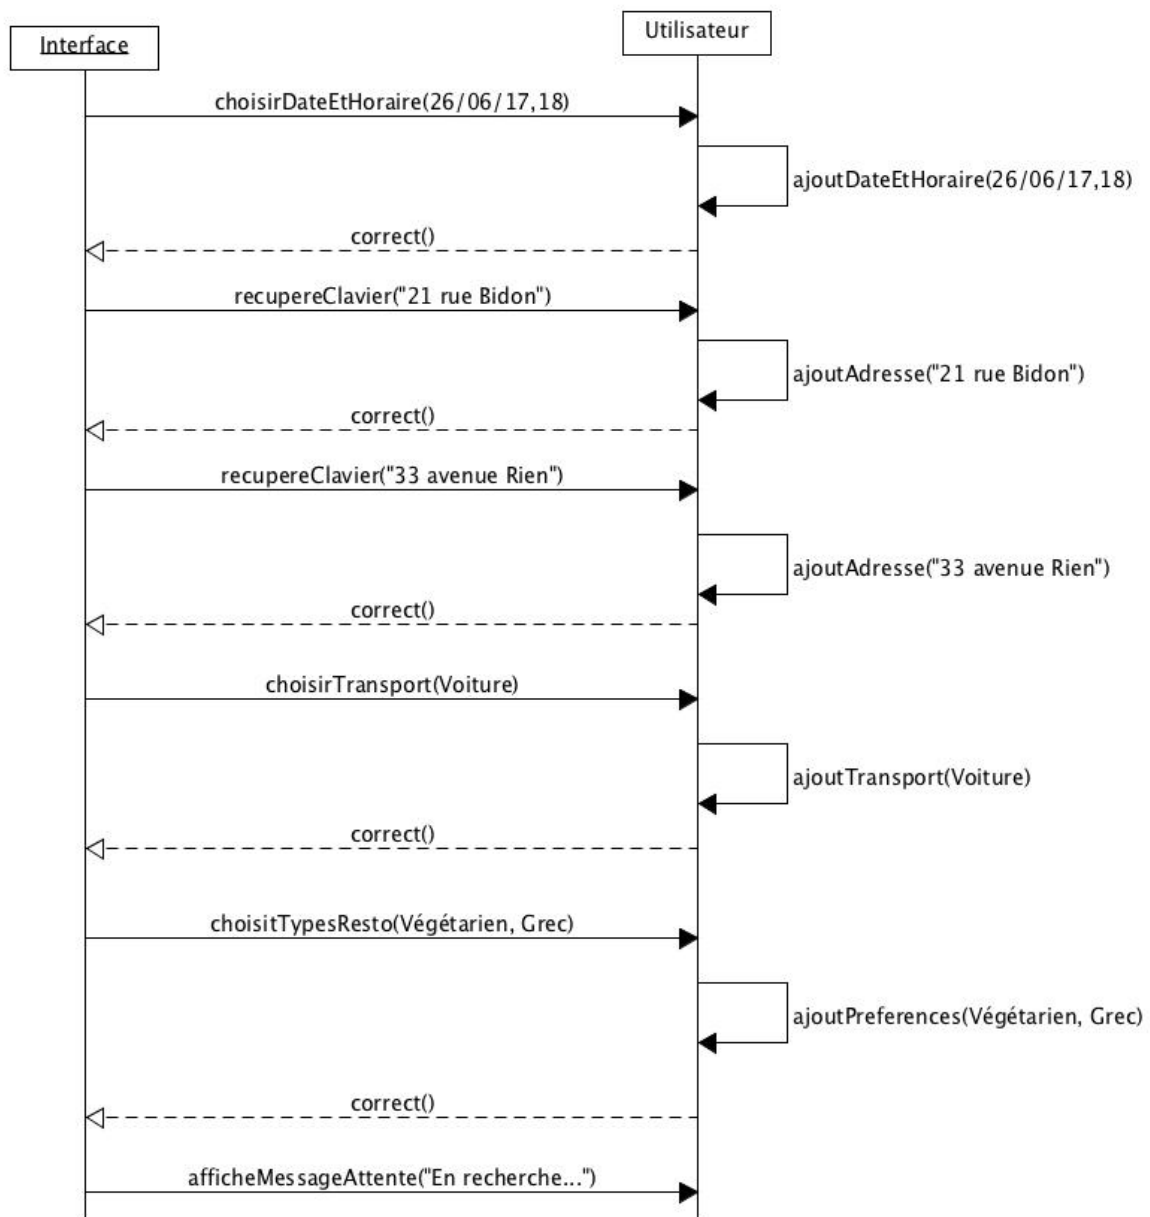 Interface
Utilisateur
choisirDateEtHoraire(26/06/17,18)
ajoutDateEtHoraire(26/06/17,18)
correct()
recupereClavier("21 rue Bidon")
ajoutAdresse("21 rue Bidon")
correct()
recupereClavier("33 avenue Rien")
ajoutAdresse("33 avenue Rien")
correct()
choisirTransport(Voiture)
ajoutTransport(Voiture)
correct()
choisitTypesResto(Végétarien, Grec)
ajoutPreferences(Végétarien, Grec)
correct()
afficheMessageAttente("En recherche...")